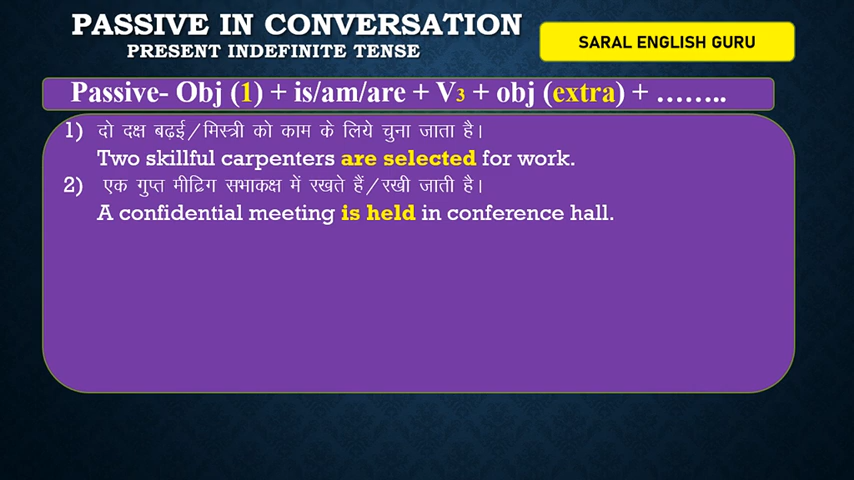 PASSIVE IN CONVERSATION
PRESENT INDEFINITE TENSE
SARAL ENGLISH GURU
Passive- Obj (1) + is/am/are + V3 + obj (extra) + ……..
1) दो दक्ष बढई/मिस्त्री को काम के लिये चुना जाता है।
Two skillful carpenters are selected for work.
2) एक गुप्त मीटिंग सभाकक्ष में रखते हैं/रखी जाती है।
A confidential meeting is held in conference hall.